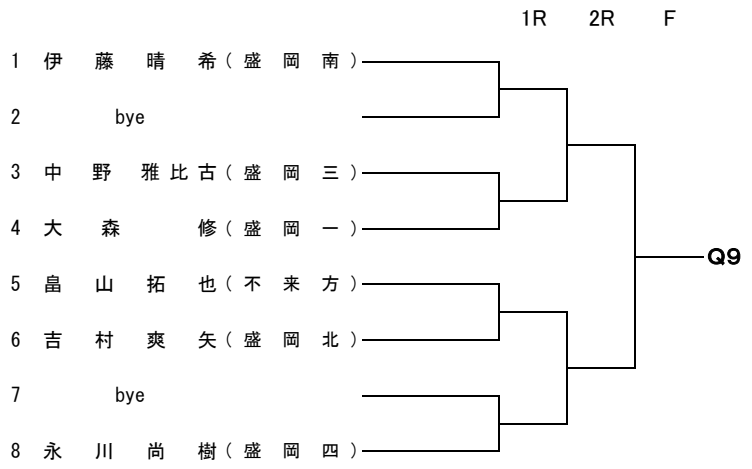 1R 2R F
1 伊藤晴希(盛岡南)
2 bye
3 中野雅比古(盛岡三)
4 大森修(盛岡一)
5 畠山拓也(不来方)
6 吉村爽矢(盛岡北)
7 bye
8 永川尚樹(盛岡四)
Q9